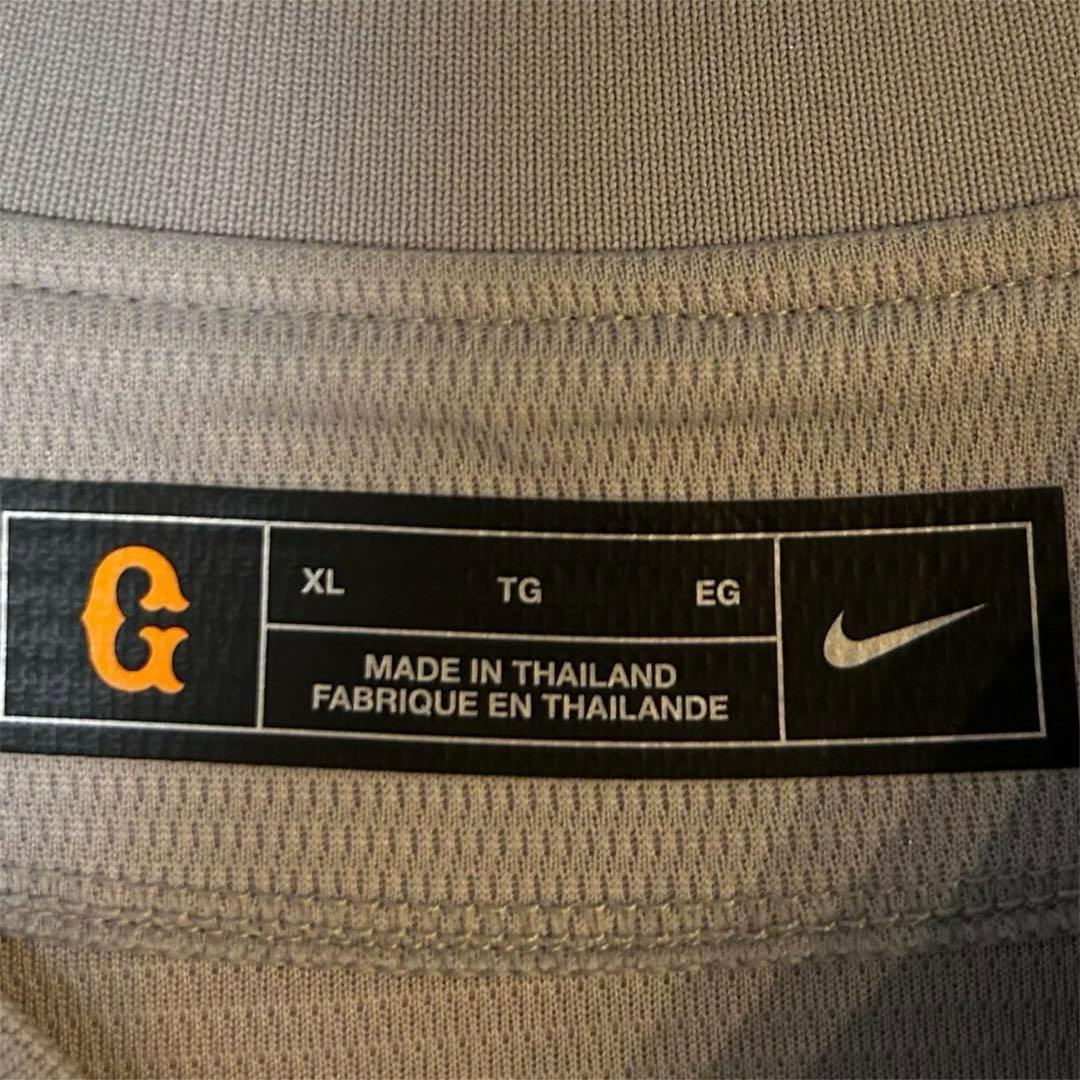 G
XL TG EG
MADE IN THAILAND
FABRIQUE EN THAILANDE